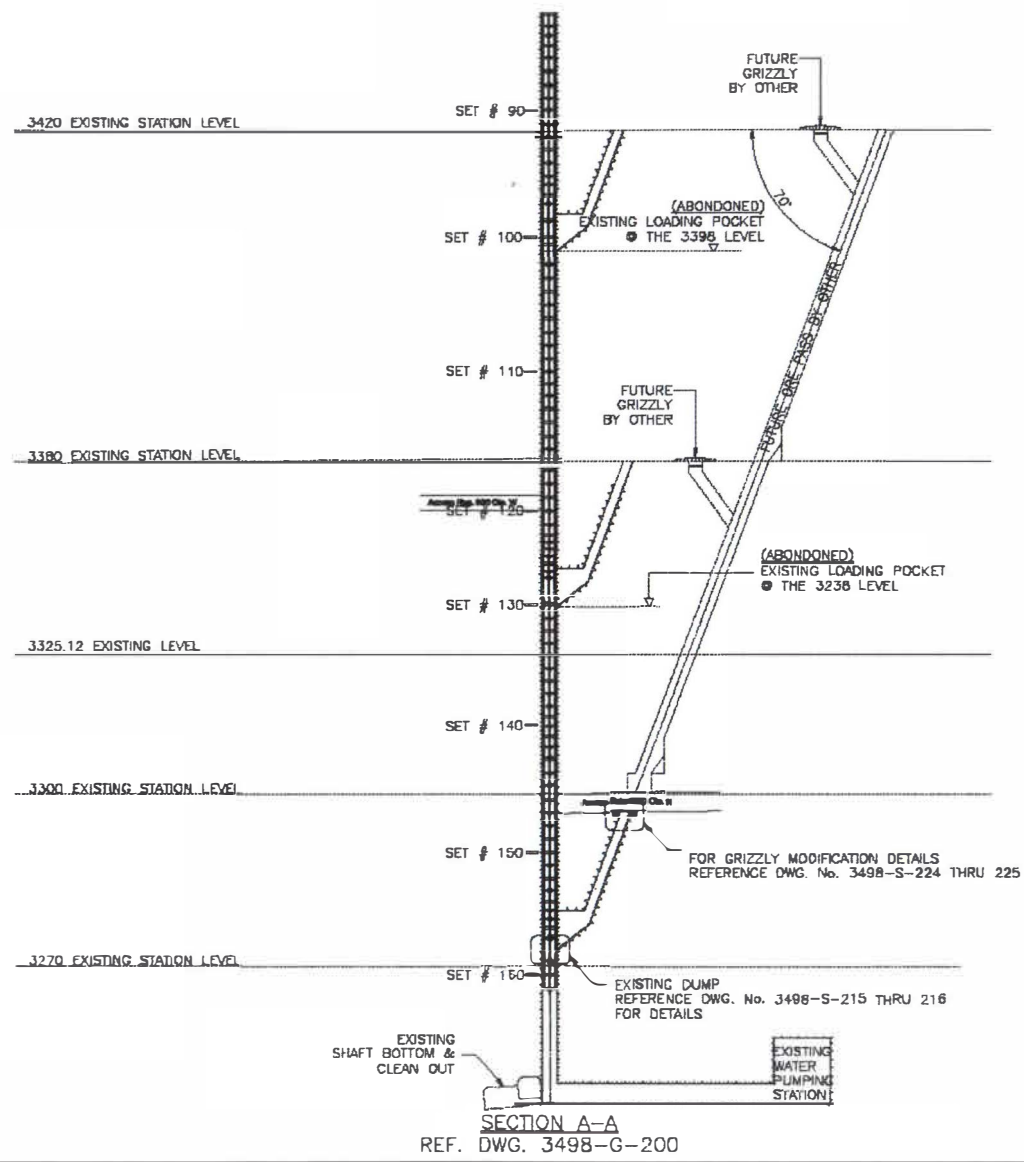 FUTURE
GRIZZLY
BY OTHER
SET # 90
3420 EXISTING STATION LEVEL
70°
(ABANDONED)
EXISTING LOADING POCKET
@ THE 3398 LEVEL
SET # 100
FUTURE ORE PASS BY OTHER
SET # 110
FUTURE
GRIZZLY
BY OTHER
3380 EXISTING STATION LEVEL
SET # 120
(ABANDONED)
EXISTING LOADING POCKET
@ THE 3238 LEVEL
SET # 130
3325.12 EXISTING LEVEL
SET # 140
3300 EXISTING STATION LEVEL
SET # 150
FOR GRIZZLY MODIFICATION DETAILS
REFERENCE DWG. No. 3498-S-224 THRU 225
3270 EXISTING STATION LEVEL
SET # 160
EXISTING DUMP
REFERENCE DWG. No. 3498-S-215 THRU 216
FOR DETAILS
EXISTING
SHAFT BOTTOM &
CLEAN OUT
EXISTING
WATER
PUMPING
STATION
SECTION A-A
REF. DWG. 3498-G-200